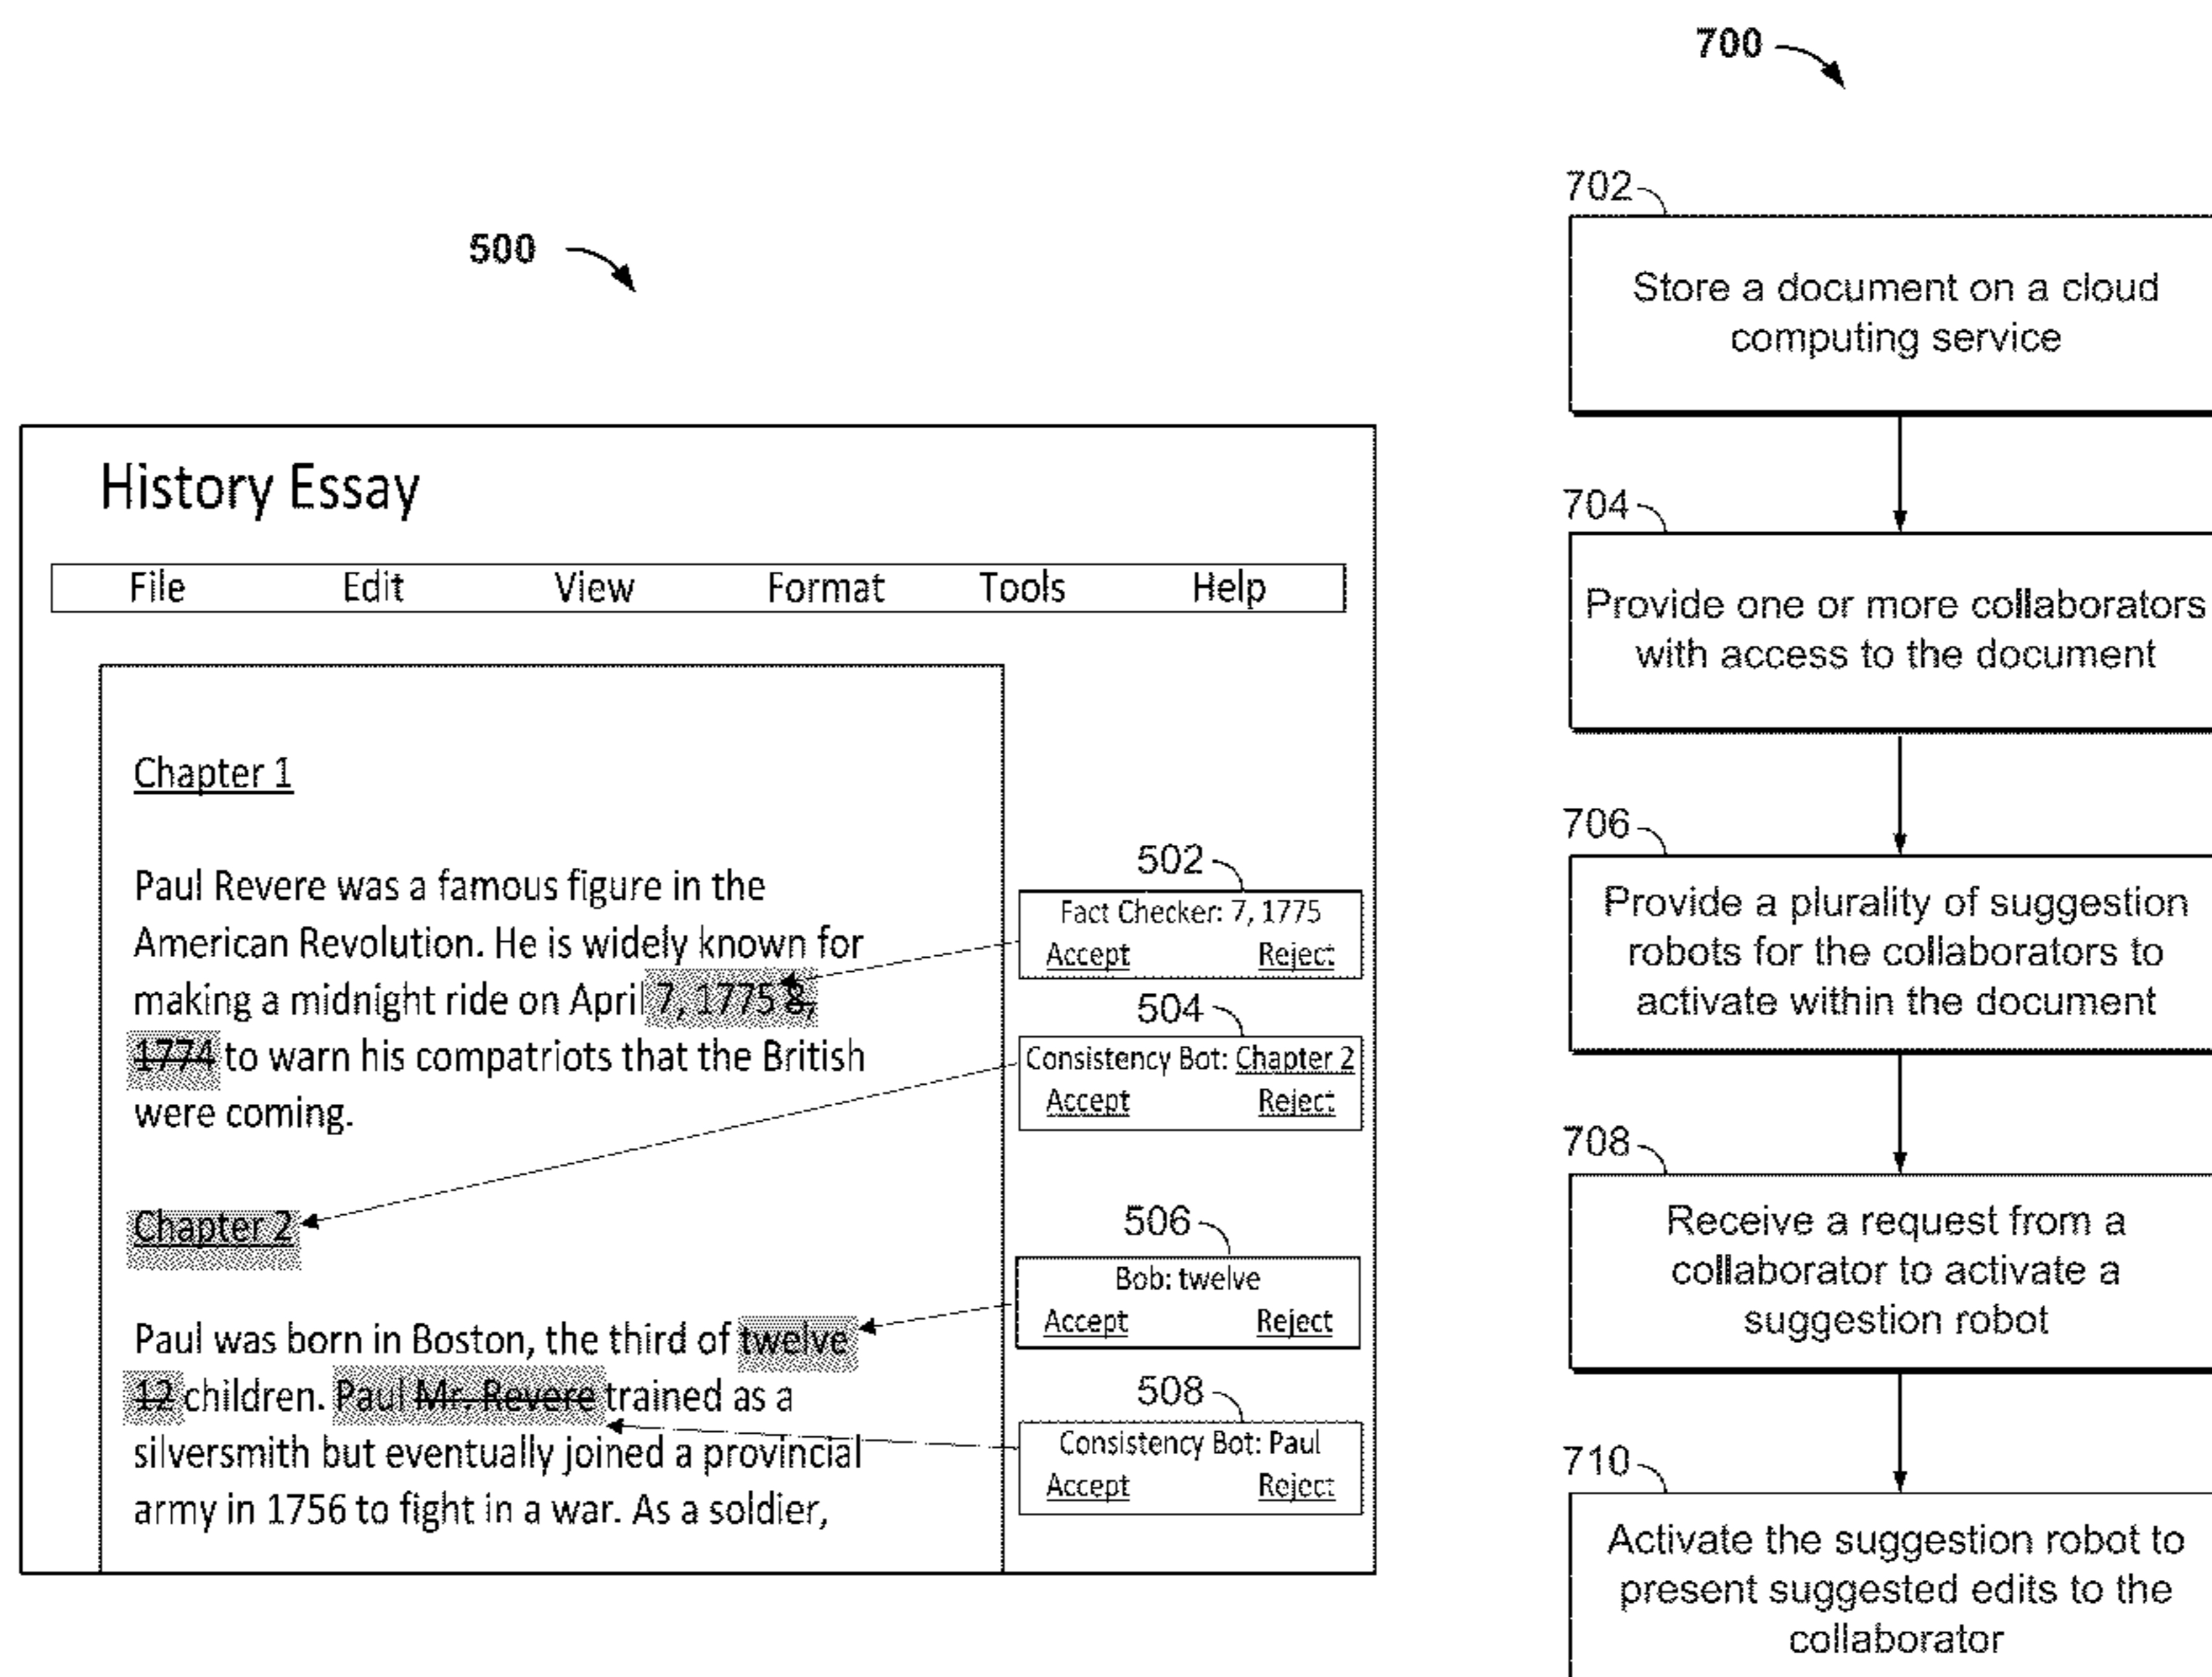 500
History Essay
File Edit View Format Tools Help
Chapter 1
Paul Revere was a famous figure in the
American Revolution. He is widely known for
making a midnight ride on April 7, 1775 8,
1774 to warn his compatriots that the British
were coming.
Chapter 2
Paul was born in Boston, the third of twelve
12 children. Paul Mr. Revere trained as a
silversmith but eventually joined a provincial
army in 1756 to fight in a war. As a soldier,
502
Fact Checker: 7, 1775
Accept Reject
504
Consistency Bot: Chapter 2
Accept Reject
506
Bob: twelve
Accept Reject
508
Consistency Bot: Paul
Accept Reject
700
702
Store a document on a cloud
computing service
704
Provide one or more collaborators
with access to the document
706
Provide a plurality of suggestion
robots for the collaborators to
activate within the document
708
Receive a request from a
collaborator to activate a
suggestion robot
710
Activate the suggestion robot to
present suggested edits to the
collaborator